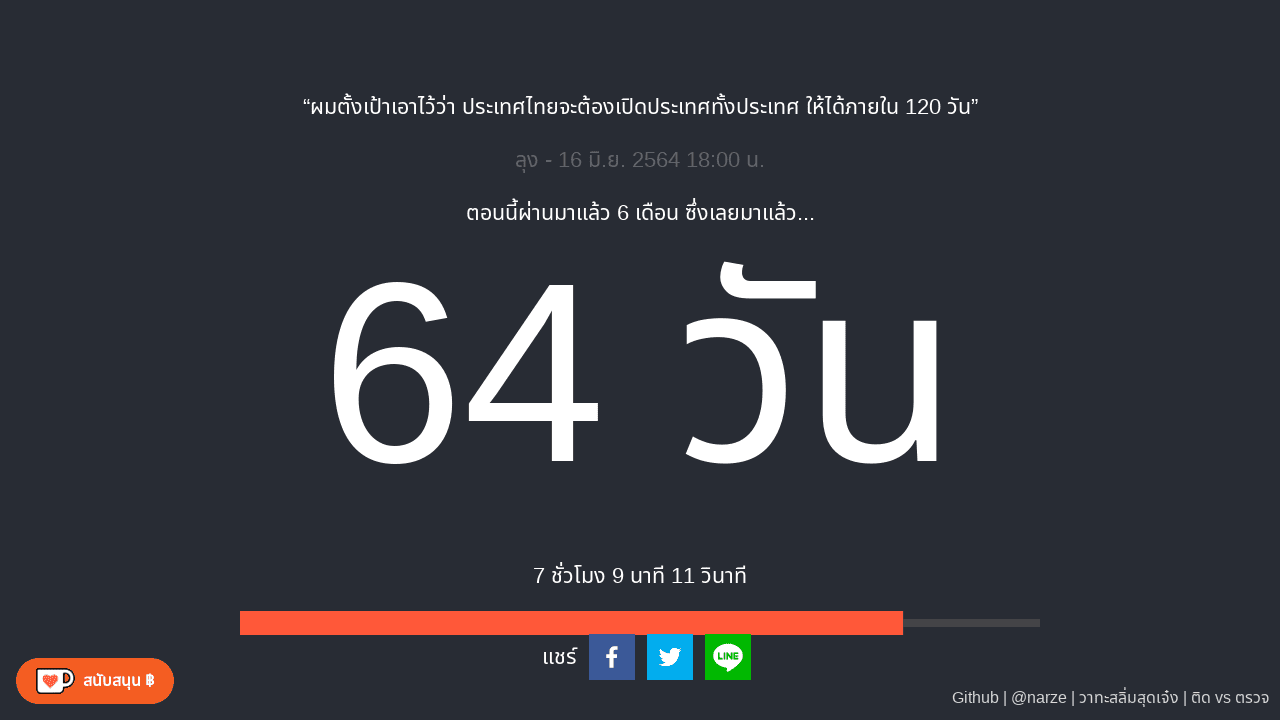 “ผมตั้งเป้าเอาไว้ว่า ประเทศไทยจะต้องเปิดประเทศทั้งประเทศ ให้ได้ภายใน 120 วัน”
ลุง - 16 มิ.ย. 2564 18:00 น.
ตอนนี้ผ่านมาแล้ว 6 เดือน ซึ่งเลยมาแล้ว...
64 วัน
7 ชั่วโมง 9 นาที 11 วินาที
แชร์
LINE
สนับสนุน ฿
Github | @narze | วาทะสลิ่มสุดเจ๋ง | ติด vs ตรวจ